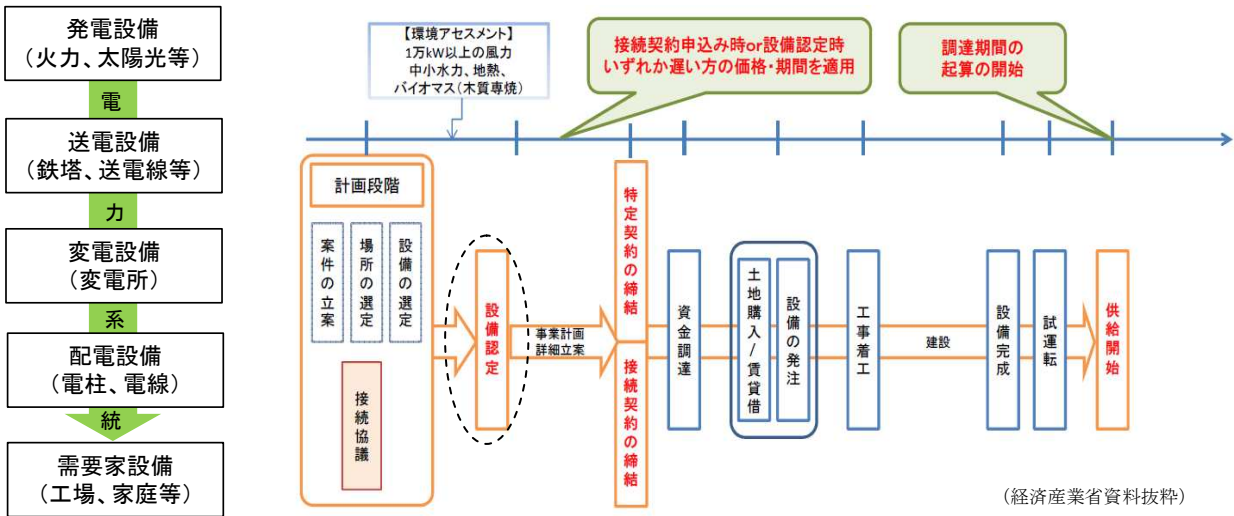 発電設備
（火力、太陽光等）
電
送電設備
（鉄塔、送電線等）
力
変電設備
（変電所）
系
配電設備
（電柱、電線）
統
需要家設備
（工場、家庭等）
【環境アセスメント】
1万kW以上の風力
中小水力、地熱、
バイオマス（木質専焼）
接続契約申込み時or設備認定時
いずれか遅い方の価格・期間を適用
調達期間の
起算の開始
計画段階
案件の立案
場所の選定
設備の選定
接続協議
設備認定
事業計画
詳細立案
特定契約の締結
接続契約の締結
資金調達
土地購入/賃貸借
設備の発注
工事着工
建設
設備完成
試運転
供給開始
（経済産業省資料抜粋）